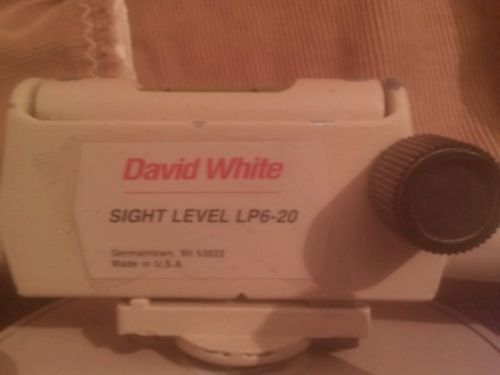 David White
SIGHT LEVEL LP6-20
Germantown, WI 53022
Made in U.S.A.